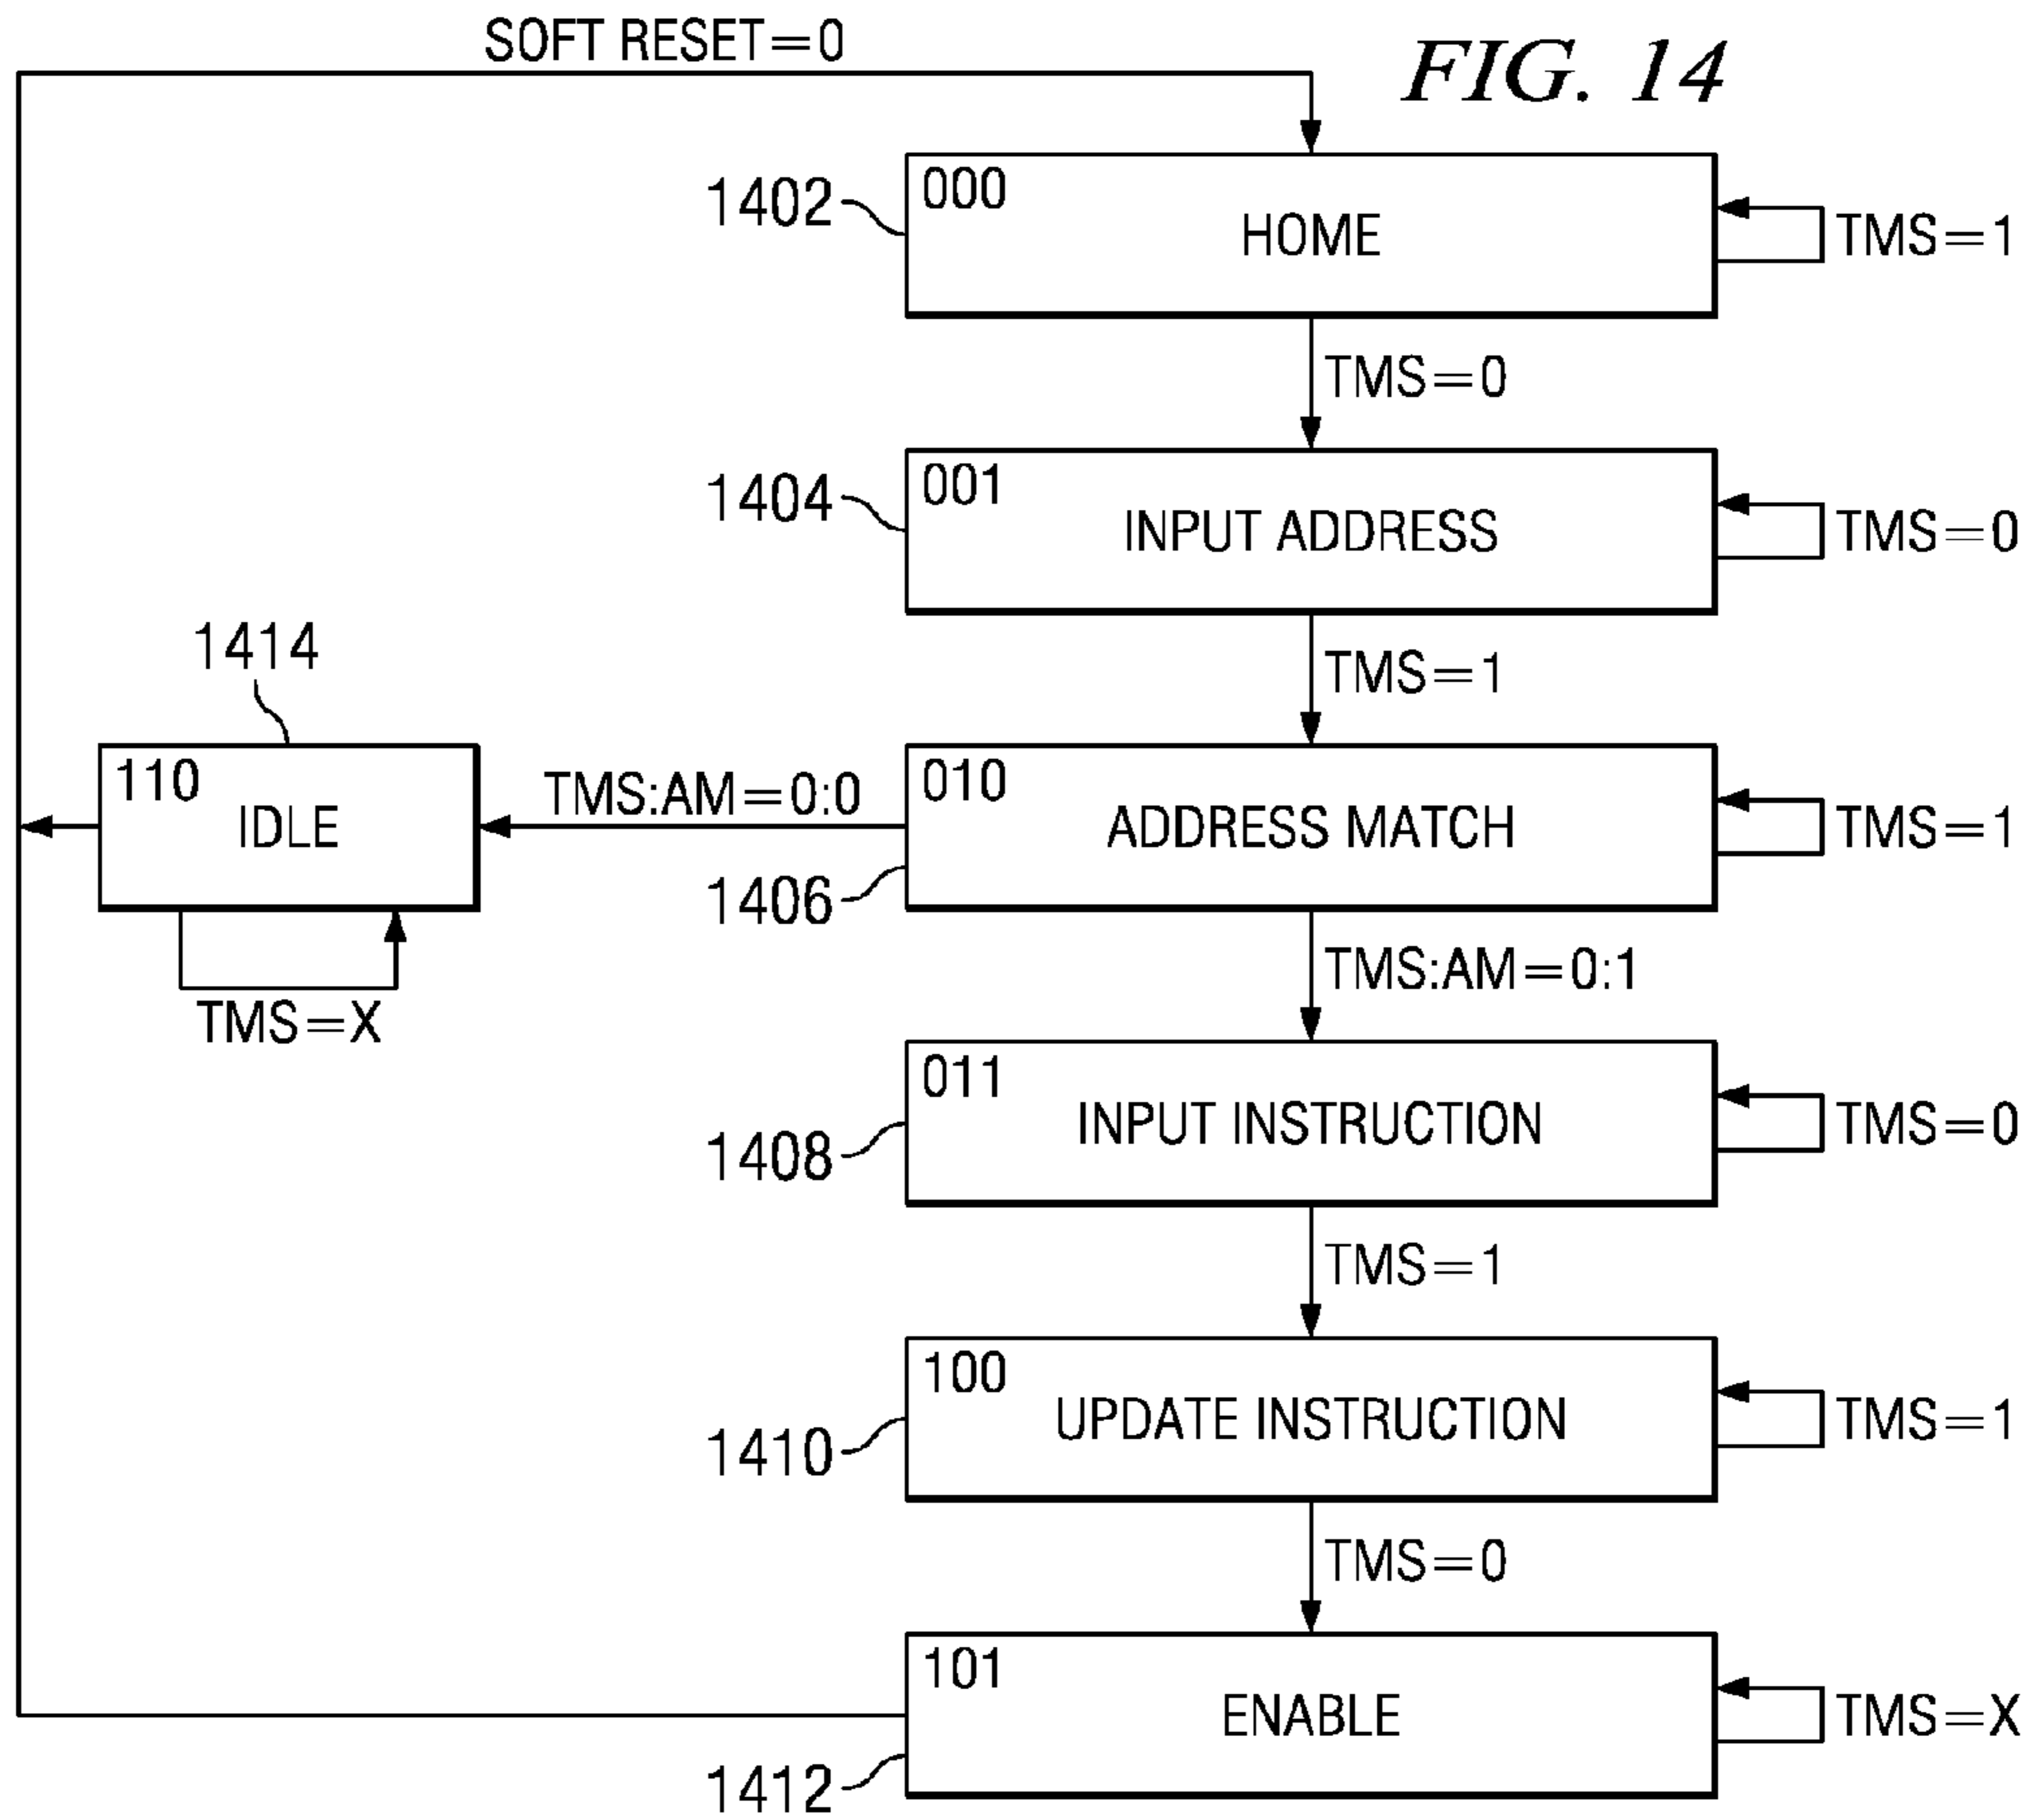 SOFT RESET=0
FIG. 14
000
1402
HOME
TMS=1
TMS=0
001
1404
INPUT ADDRESS
TMS=0
TMS=1
1414
110
IDLE
TMS:AM=0:0
010
ADDRESS MATCH
TMS=1
1406
TMS=X
TMS:AM=0:1
011
INPUT INSTRUCTION
TMS=0
1408
TMS=1
100
UPDATE INSTRUCTION
TMS=1
1410
TMS=0
101
ENABLE
TMS=X
1412